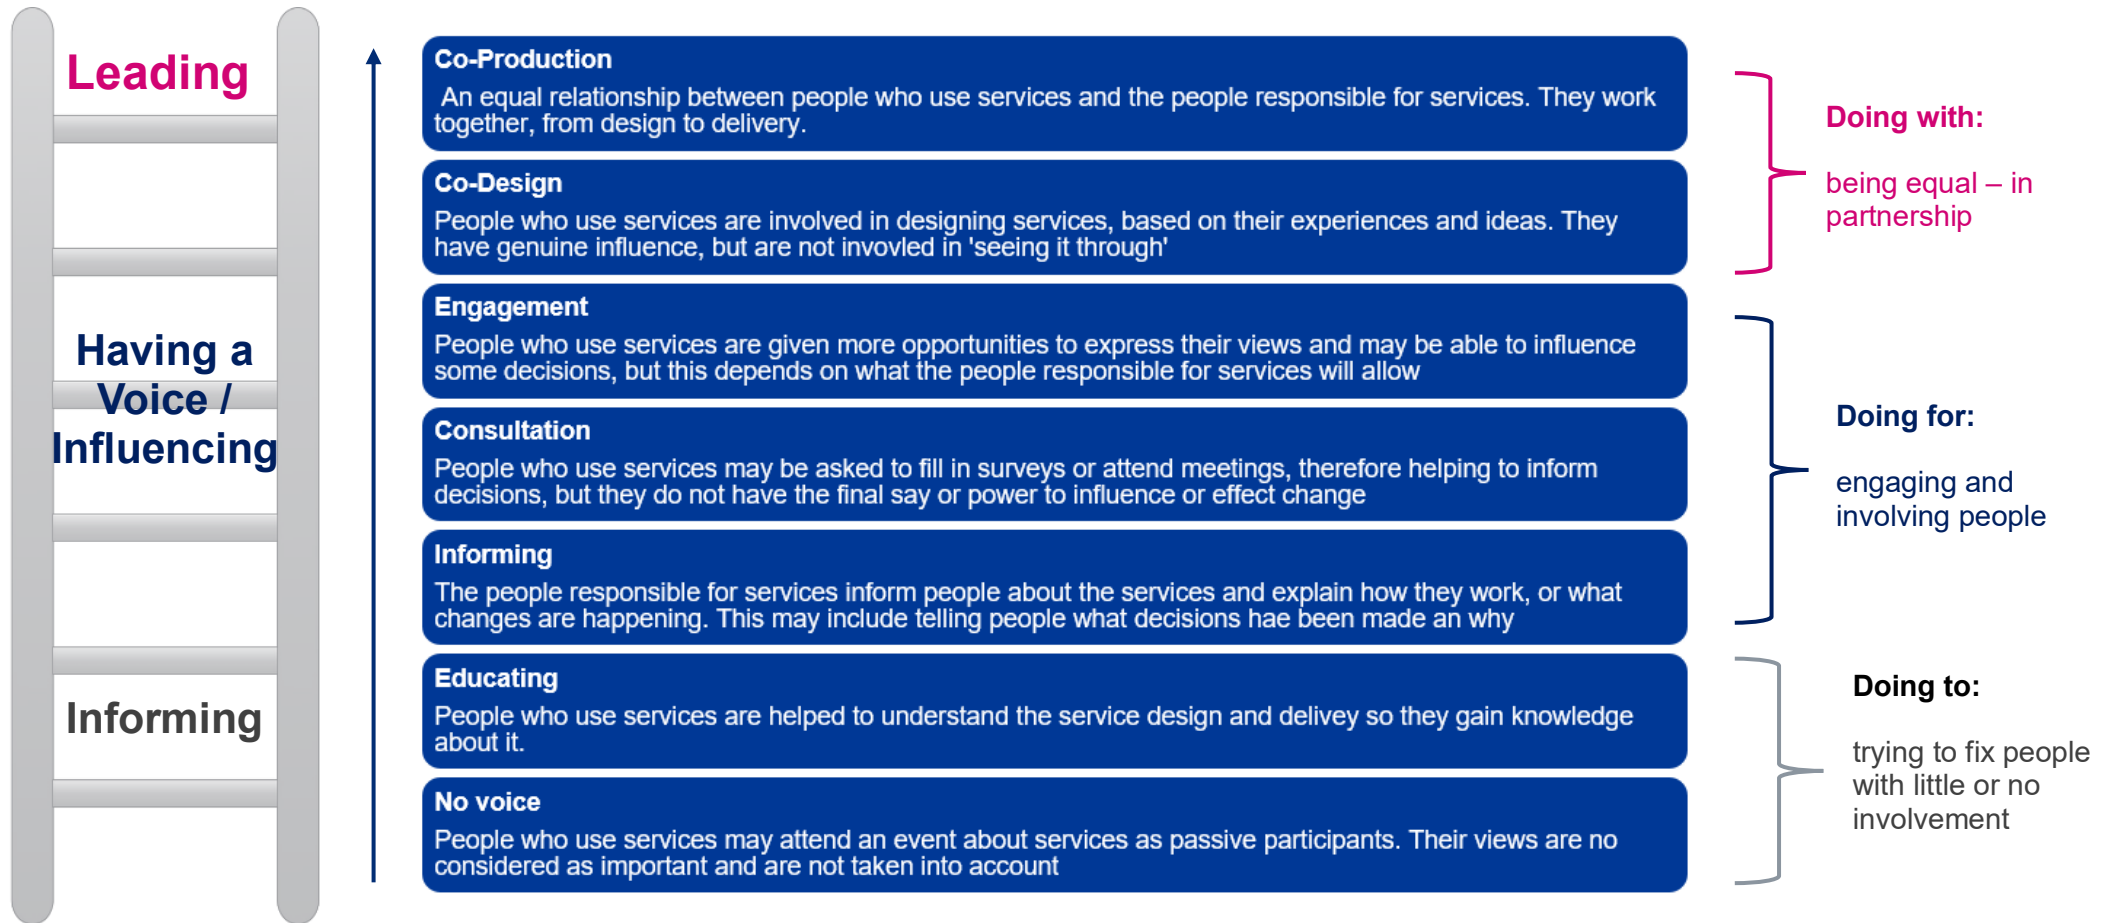 Leading
Having a
Voice /
Influencing
Informing
Co-Production
An equal relationship between people who use services and the people responsible for services. They work
together, from design to delivery.
Co-Design
People who use services are involved in designing services, based on their experiences and ideas. They
have genuine influence, but are not invovled in 'seeing it through'
Engagement
People who use services are given more opportunities to express their views and may be able to influence
some decisions, but this depends on what the people responsible for services will allow
Consultation
People who use services may be asked to fill in surveys or attend meetings, therefore helping to inform
decisions, but they do not have the final say or power to influence or effect change
Informing
The people responsible for services inform people about the services and explain how they work, or what
changes are happening. This may include telling people what decisions hae been made an why
Educating
People who use services are helped to understand the service design and delivey so they gain knowledge
about it.
No voice
People who use services may attend an event about services as passive participants. Their views are no
considered as important and are not taken into account
Doing with:
being equal – in
partnership
Doing for:
engaging and
involving people
Doing to:
trying to fix people
with little or no
involvement